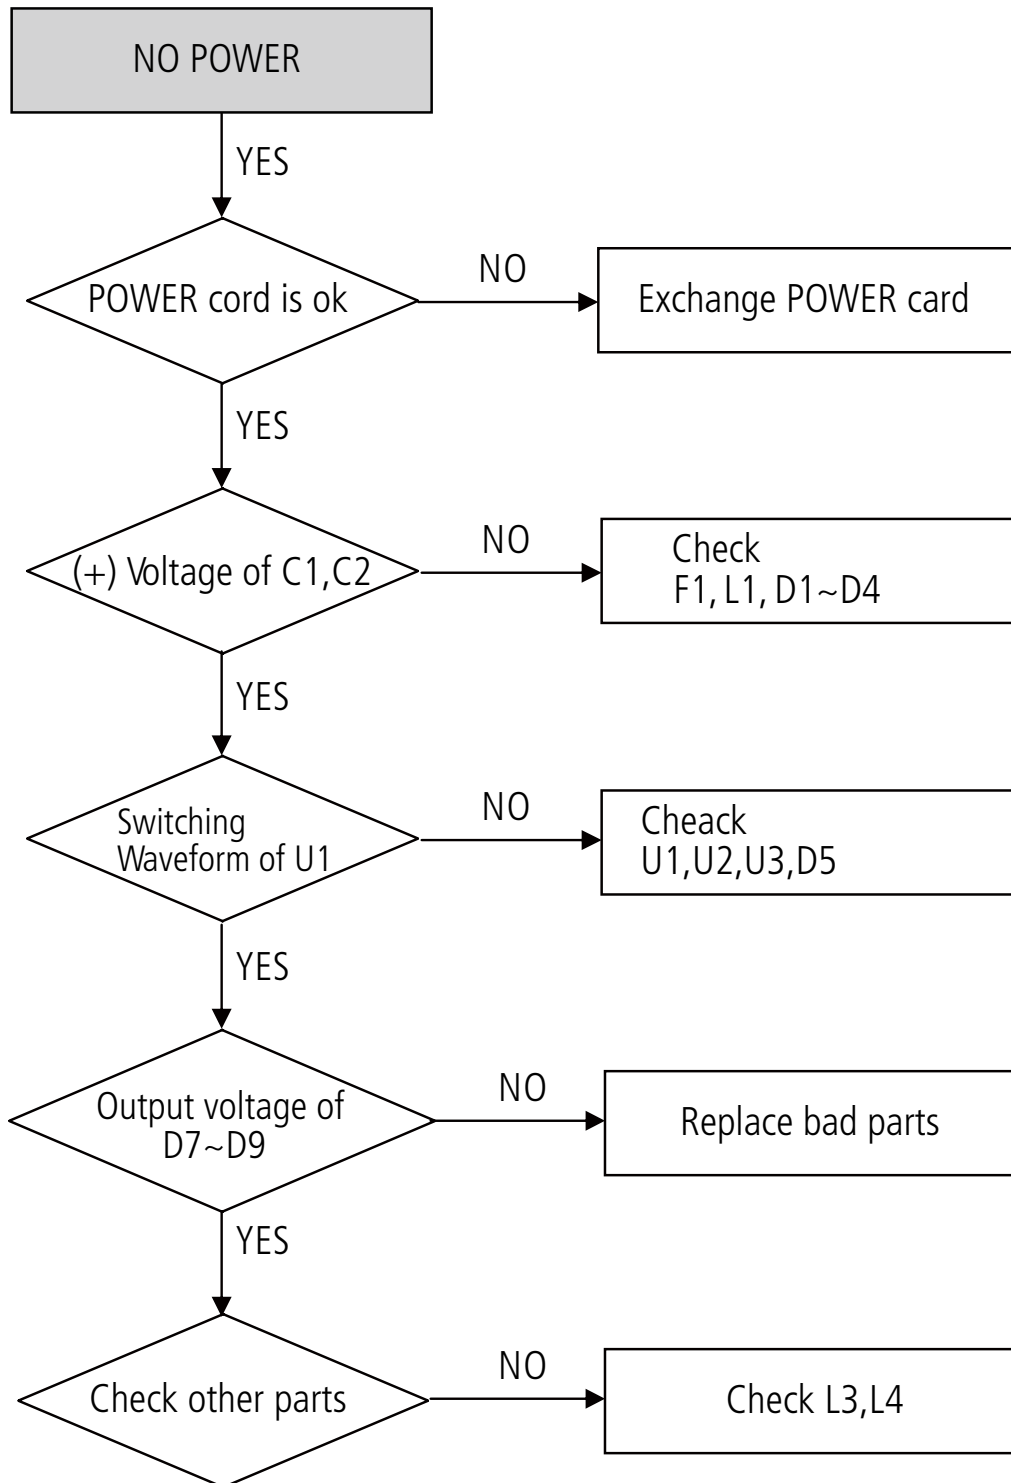 NO POWER
YES
POWER cord is ok
NO
Exchange POWER card
YES
(+) Voltage of C1,C2
NO
Check
F1, L1, D1~D4
YES
Switching
Waveform of U1
NO
Cheack
U1,U2,U3,D5
YES
Output voltage of
D7~D9
NO
Replace bad parts
YES
Check other parts
NO
Check L3,L4